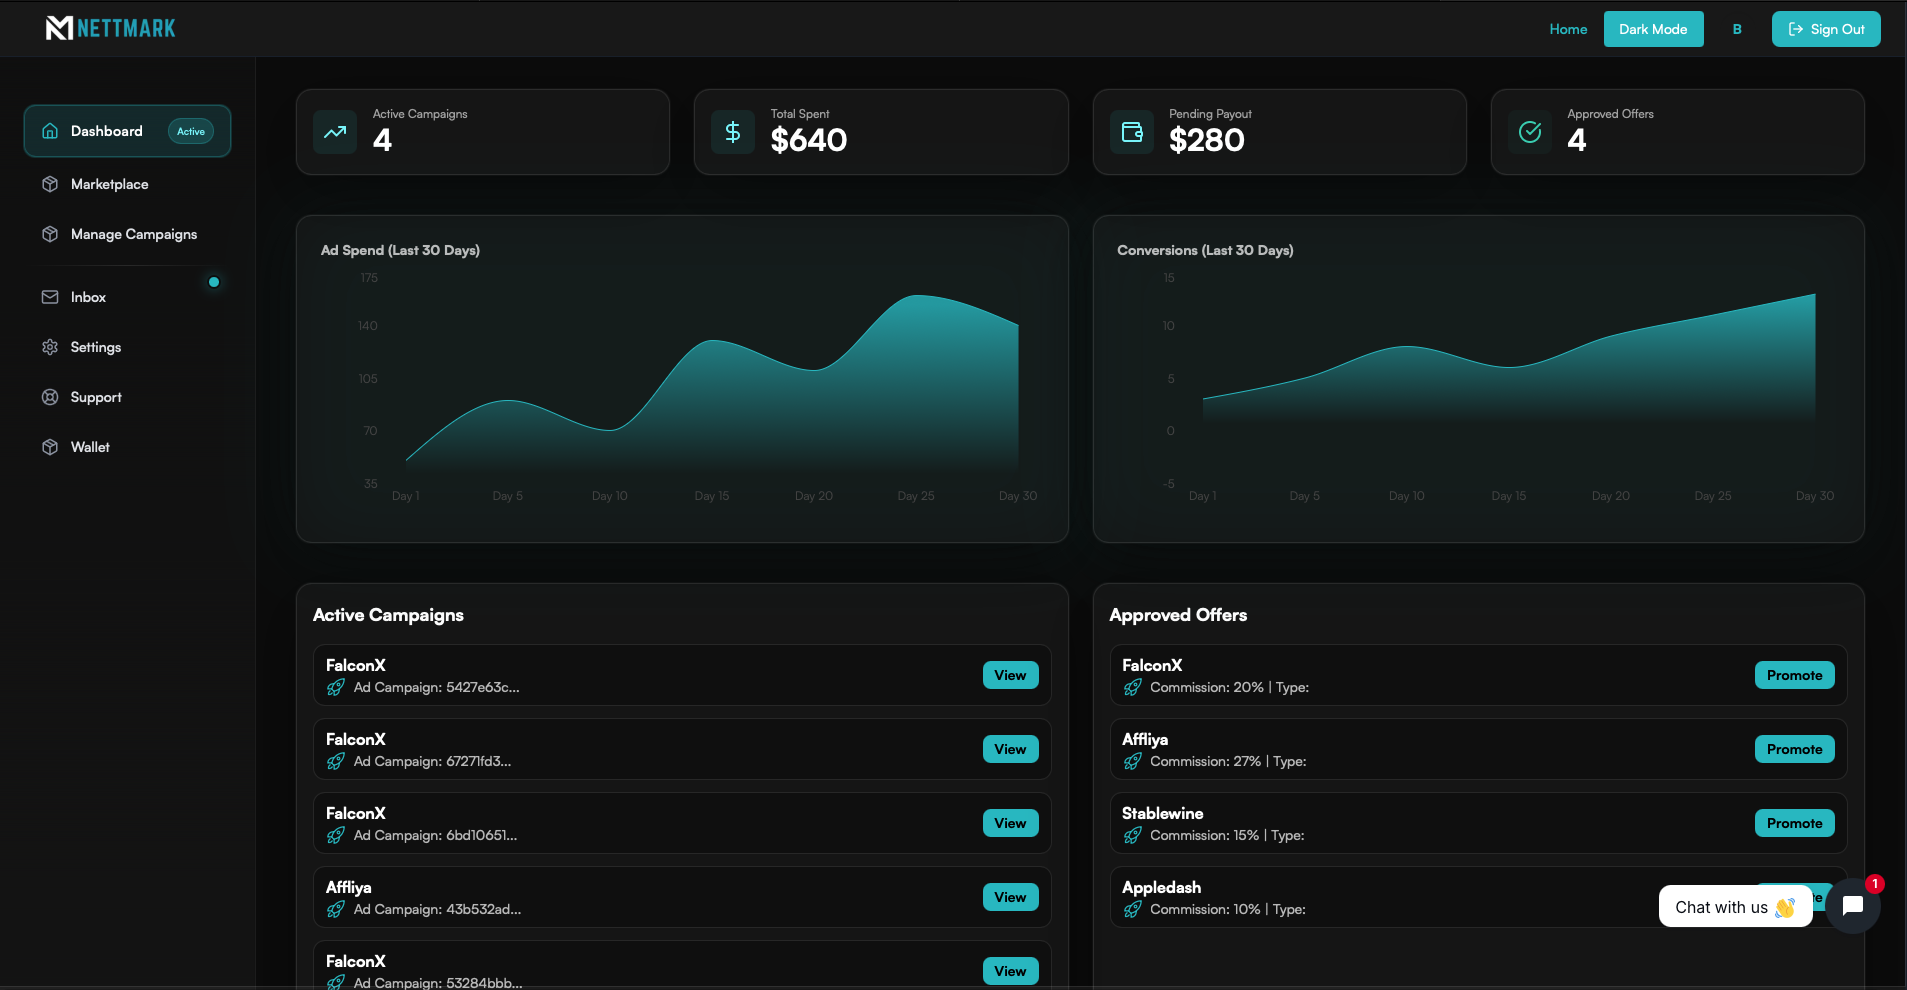 NETTMARK
Home
Dark Mode
B
Sign Out
Dashboard
Active
Marketplace
Manage Campaigns
Inbox
Settings
Support
Wallet
Active Campaigns
4
Total Spent
$640
Pending Payout
$280
Approved Offers
4
Ad Spend (Last 30 Days)
175
140
105
70
35
Day 1 Day 5 Day 10 Day 15 Day 20 Day 25 Day 30
Conversions (Last 30 Days)
15
10
5
0
-5
Day 1 Day 5 Day 10 Day 15 Day 20 Day 25 Day 30
Active Campaigns
FalconX
Ad Campaign: 5427e63c...
View
FalconX
Ad Campaign: 67271fd3...
View
FalconX
Ad Campaign: 6bd10651...
View
Affliya
Ad Campaign: 43b532ad...
View
FalconX
Ad Campaign: 53284bbb...
View
Approved Offers
FalconX
Commission: 20% | Type:
Promote
Affliya
Commission: 27% | Type:
Promote
Stablewine
Commission: 15% | Type:
Promote
Appledash
Commission: 10% | Type:
Chat with us 👋
1